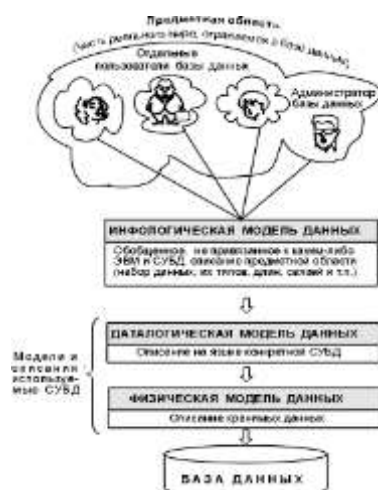 Предметная область
(часть реального мира, отражаемая в базе данных)
Отдельные
пользователи базы данных
Администратор
базы данных
ИНФОЛОГИЧЕСКАЯ МОДЕЛЬ ДАННЫХ
Обобщенное, не привязанное к каким-либо
ЭВМ и СУБД, описание предметной области
(набор данных, их типов, длин, связей и т.п.)
ДАТАЛОГИЧЕСКАЯ МОДЕЛЬ ДАННЫХ
Описание на языке конкретной СУБД
Модели и
описания
используе-
мые СУБД
ФИЗИЧЕСКАЯ МОДЕЛЬ ДАННЫХ
Описание хранимых данных
БАЗА ДАННЫХ